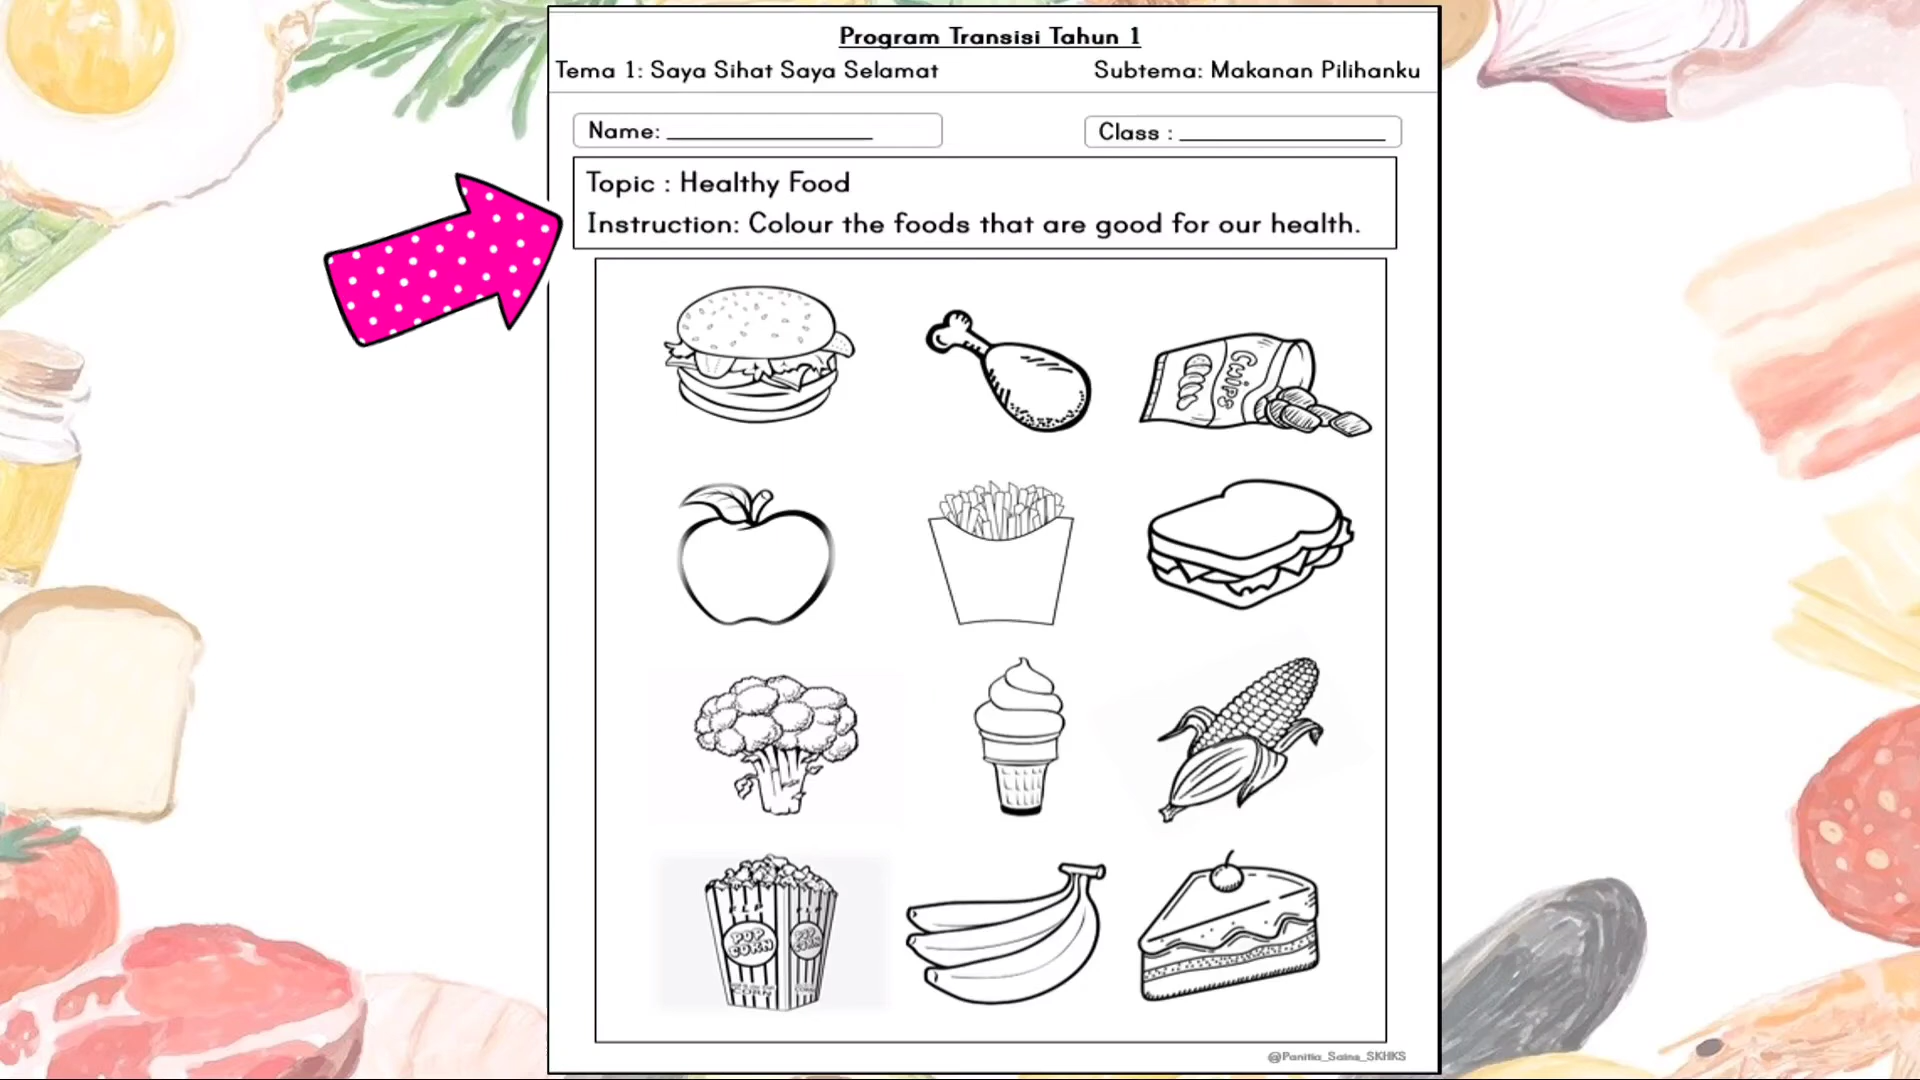 Program Transisi Tahun 1
Tema 1: Saya Sihat Saya Selamat
Subtema: Makanan Pilihanku
Name:
Class :
Topic : Healthy Food
Instruction: Colour the foods that are good for our health.
Chips
POP CORN
POP CORN
@Panitia_Sains_SKHKS